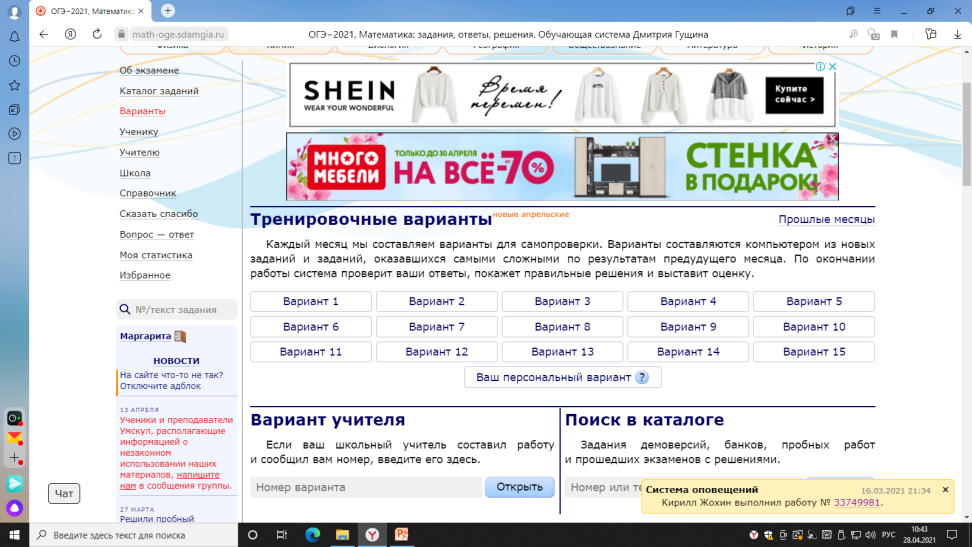 ОГЭ–2021, Математика:
math-oge.sdamgia.ru
ОГЭ–2021, Математика: задания, ответы, решения. Обучающая система Дмитрия Гущина
Физика Химия Биология География Обществознание Литература История
Об экзамене
Каталог заданий
Варианты
Ученику
Учителю
Школа
Справочник
Сказать спасибо
Вопрос — ответ
Моя статистика
Избранное
№/текст задания
Маргарита
НОВОСТИ
На сайте что-то не так?
Отключите адблок
13 АПРЕЛЯ
Ученики и преподаватели
Умскул, располагающие
информацией о
незаконном
использовании наших
материалов, напишите
нам в сообщения группы.
27 МАРТА
Решили пробный
Чат
SHEIN
WEAR YOUR WONDERFUL
Время
перемен!
Купите
сейчас >
МНОГО
МЕБЕЛИ
ТОЛЬКО ДО 30 АПРЕЛЯ
НА ВСЁ-70%
СТЕНКА
В ПОДАРОК!
Тренировочные варианты новые апрельские
Прошлые месяцы
Каждый месяц мы составляем варианты для самопроверки. Варианты составляются компьютером из новых
заданий и заданий, оказавшихся самыми сложными по результатам предудущего месяца. По окончании
работы система проверит ваши ответы, покажет правильные решения и выставит оценку.
Вариант 1 Вариант 2 Вариант 3 Вариант 4 Вариант 5
Вариант 6 Вариант 7 Вариант 8 Вариант 9 Вариант 10
Вариант 11 Вариант 12 Вариант 13 Вариант 14 Вариант 15
Ваш персональный вариант ?
Вариант учителя
Если ваш школьный учитель составил работу
и сообщил вам номер, введите его здесь.
Номер варианта
Открыть
Поиск в каталоге
Задания демоверсий, банков, пробных работ
и прошедших экзаменов с решениями.
Номер или те
Система оповещений 16.03.2021 21:34
Кирилл Жохин выполнил работу № 33749981.
Введите здесь текст для поиска
РУС
10:43
28.04.2021